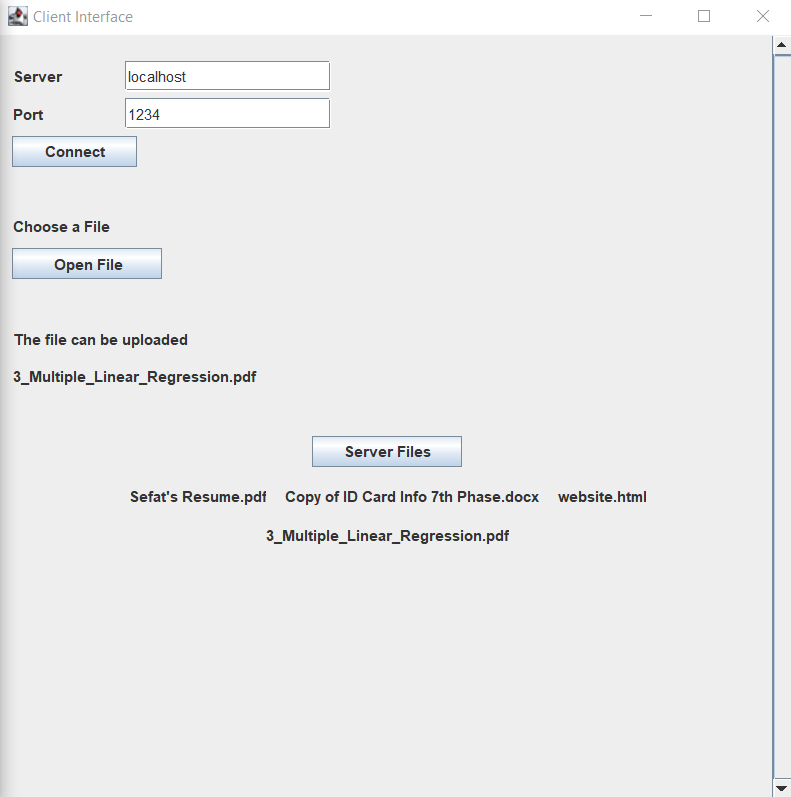 Client Interface
Server localhost
Port 1234
Connect
Choose a File
Open File
The file can be uploaded
3_Multiple_Linear_Regression.pdf
Server Files
Sefat's Resume.pdf Copy of ID Card Info 7th Phase.docx website.html
3_Multiple_Linear_Regression.pdf